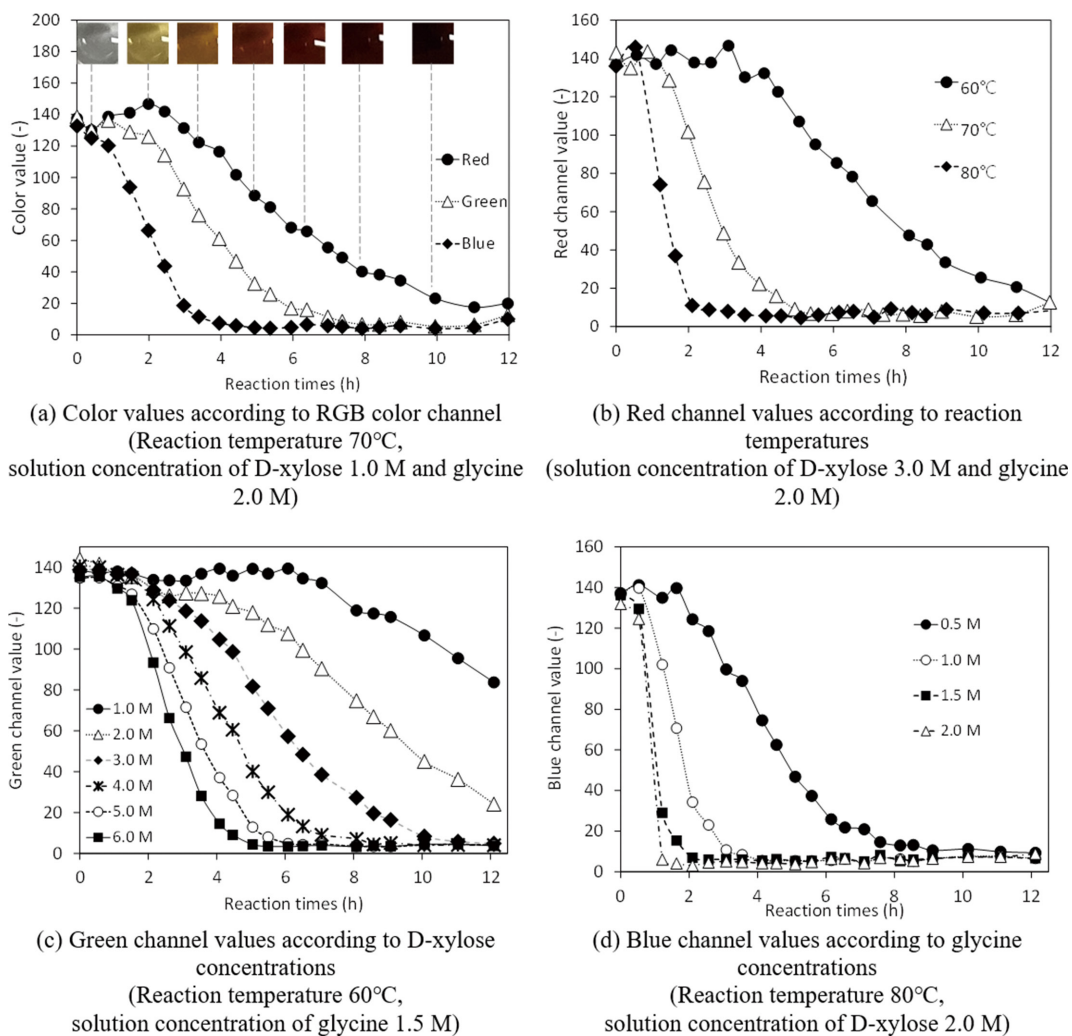 200
180
160
140
120
100
80
60
40
20
0
Color value (-)
Red
Green
Blue
0 2 4 6 8 10 12
Reaction times (h)
(a) Color values according to RGB color channel
(Reaction temperature 70℃,
solution concentration of D-xylose 1.0 M and glycine
2.0 M)
160
140
120
100
80
60
40
20
0
Red channel value (-)
60℃
70℃
80℃
0 2 4 6 8 10 12
Reaction times (h)
(b) Red channel values according to reaction
temperatures
(solution concentration of D-xylose 3.0 M and glycine
2.0 M)
140
120
100
80
60
40
20
0
Green channel value (-)
1.0 M
2.0 M
3.0 M
4.0 M
5.0 M
6.0 M
0 2 4 6 8 10 12
Reaction times (h)
(c) Green channel values according to D-xylose
concentrations
(Reaction temperature 60℃,
solution concentration of glycine 1.5 M)
160
140
120
100
80
60
40
20
0
Blue channel value (-)
0.5 M
1.0 M
1.5 M
2.0 M
0 2 4 6 8 10 12
Reaction times (h)
(d) Blue channel values according to glycine
concentrations
(Reaction temperature 80℃,
solution concentration of D-xylose 2.0 M)